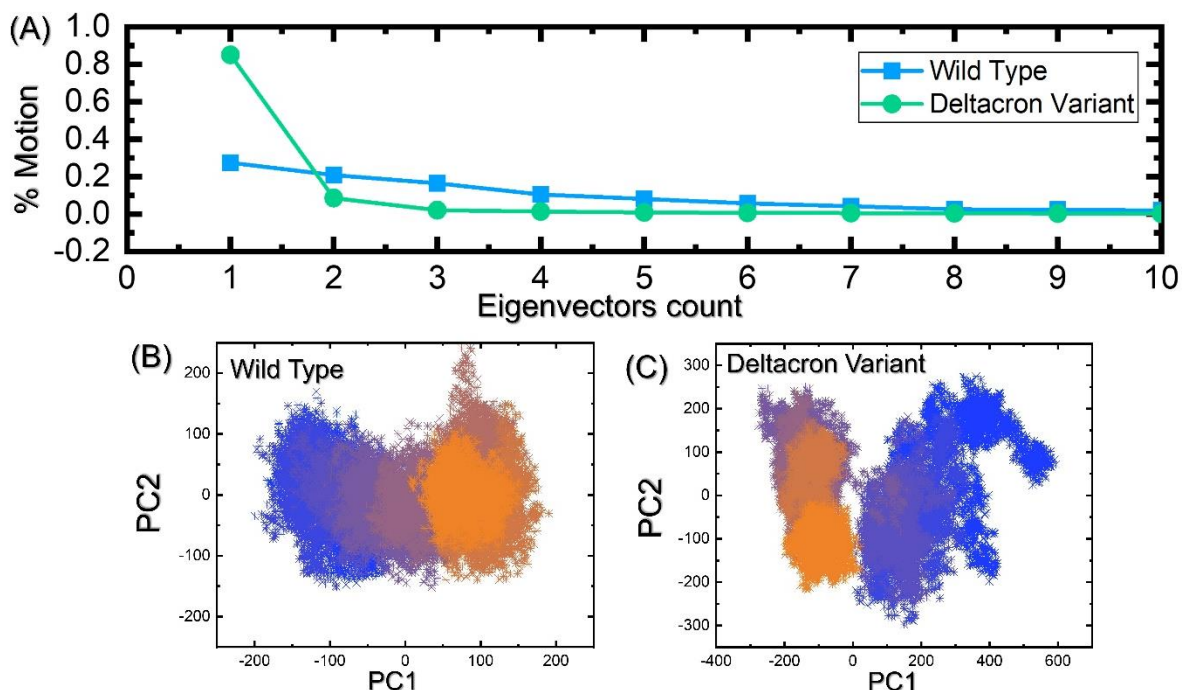 (A)
1.0
0.8
0.6
0.4
0.2
0.0
-0.2
% Motion
Wild Type
Deltacron Variant
0 1 2 3 4 5 6 7 8 9 10
Eigenvectors count
(B)
Wild Type
200
100
0
-100
-200
PC2
-200 -100 0 100 200
PC1
(C)
Deltacron Variant
300
200
100
0
-100
-200
-300
PC2
-400 -200 0 200 400 600
PC1